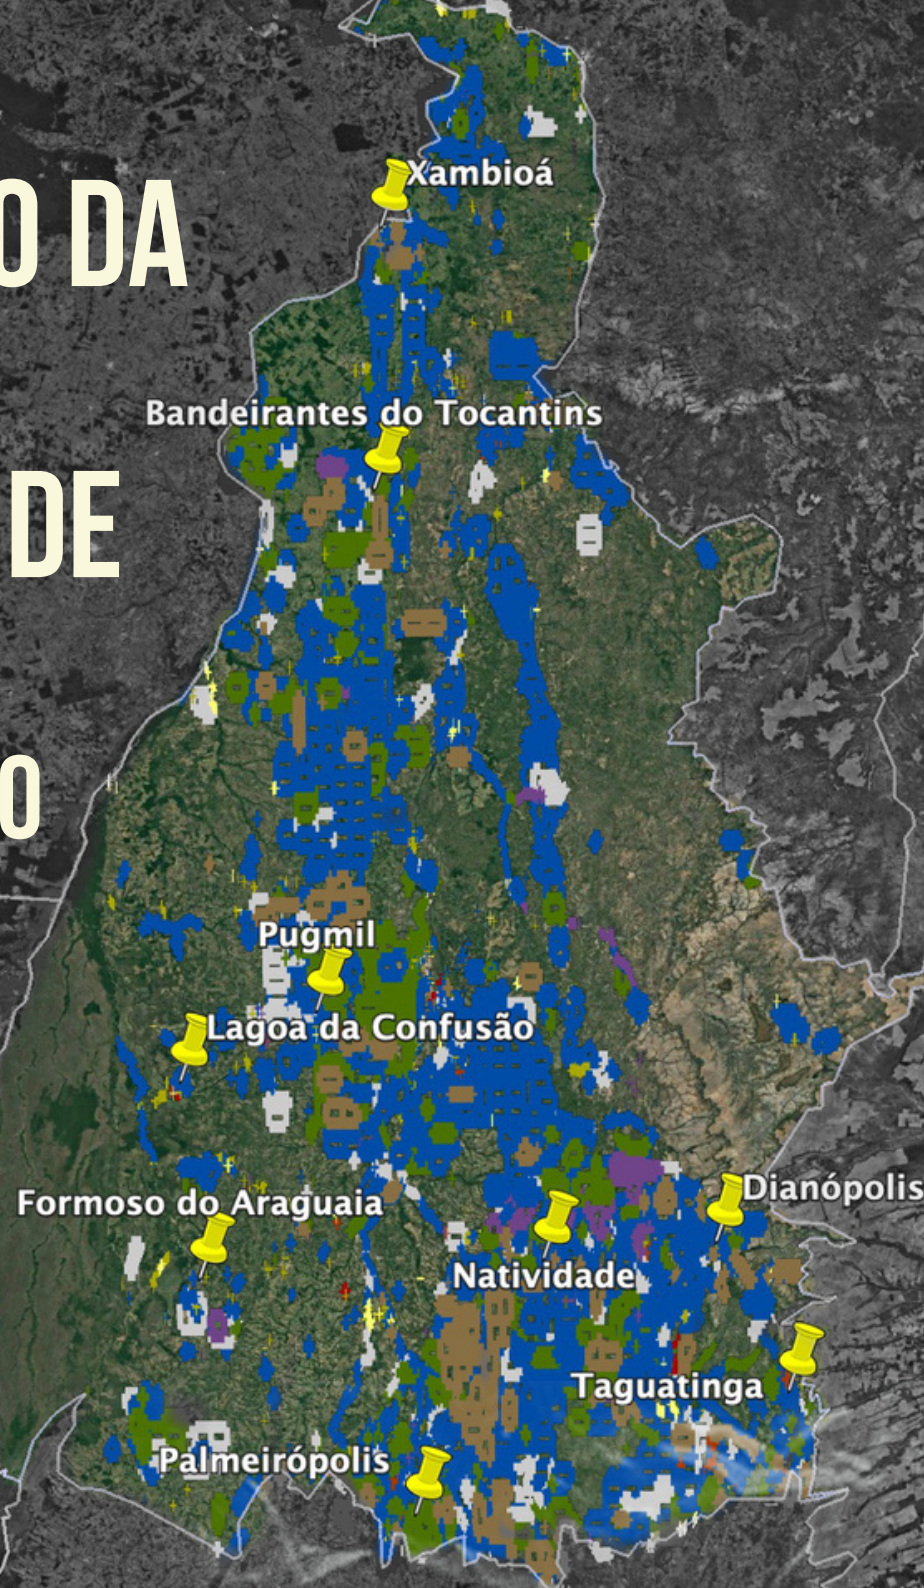 O DA
Xambioá
Bandeirantes do Tocantins
DE
O
Pugmil
Lagoa da Confusão
Formoso do Araguaia
Dianópolis
Natividade
Taguatinga
Palmeirópolis